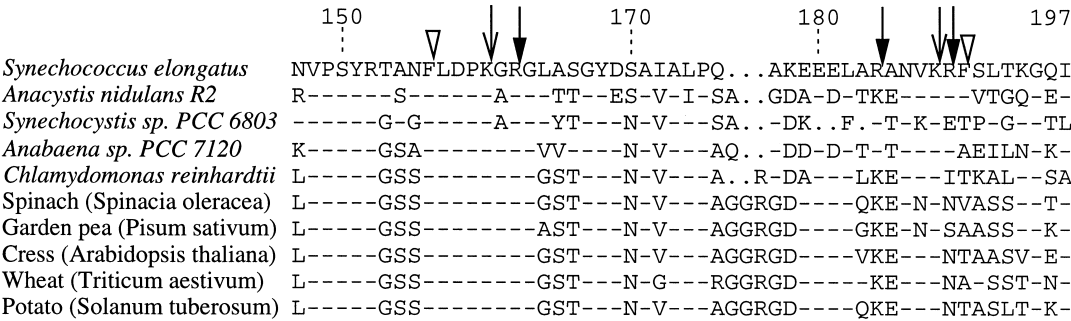 150 170 180 197
Synechococcus elongatus NVPSYRTANFLDPKGRGLASGYDSAIALPQ...AKEEELARANVKRFSLTKGQI
Anacystis nidulans R2 R----S----A--TT--ES-V-I-SA..GDA-D-TKE-----VTGQ-E-
Synechocystis sp. PCC 6803 ------G-G----A---YT---N-V---SA...-DK..F.-T-K-ETP-G--TL
Anabaena sp. PCC 7120 K-----GSA------VV---N-V---AQ..-DD-D-T-T----AEILN-K-
Chlamydomonas reinhardtii L-----GSS------GST---N-V---A..R-DA---LKE---ITKAL--SA
Spinach (Spinacia oleracea) L-----GSS------GST---N-V---AGGRGD----QKE-N-NVASS--T-
Garden pea (Pisum sativum) L-----GSS------AST---N-V---AGGRGD----GKE-N-SAASS--K-
Cress (Arabidopsis thaliana) L-----GSS------GST---N-V---AGGRGD----VKE---NTAASV-E-
Wheat (Triticum aestivum) L-----GSS------GST---N-G---RGGRGD-----KE---NA-SST-N-
Potato (Solanum tuberosum) L-----GSS------GST---N-V---AGGRGD----QKE---NTASLT-K-